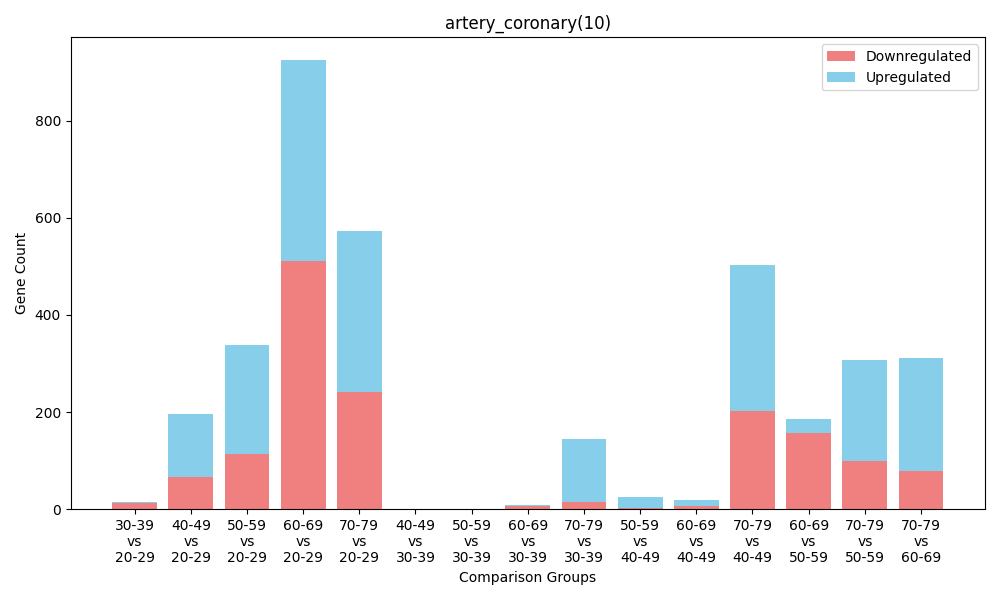 artery_coronary(10)
Downregulated
Upregulated
Gene Count
800
600
400
200
0
30-39 40-49 50-59 60-69 70-79 40-49 50-59 60-69 70-79 50-59 60-69 70-79 60-69 70-79 70-79
vs vs vs vs vs vs vs vs vs vs vs vs vs vs vs
20-29 20-29 20-29 20-29 20-29 30-39 30-39 30-39 30-39 40-49 40-49 40-49 50-59 50-59 60-69
Comparison Groups